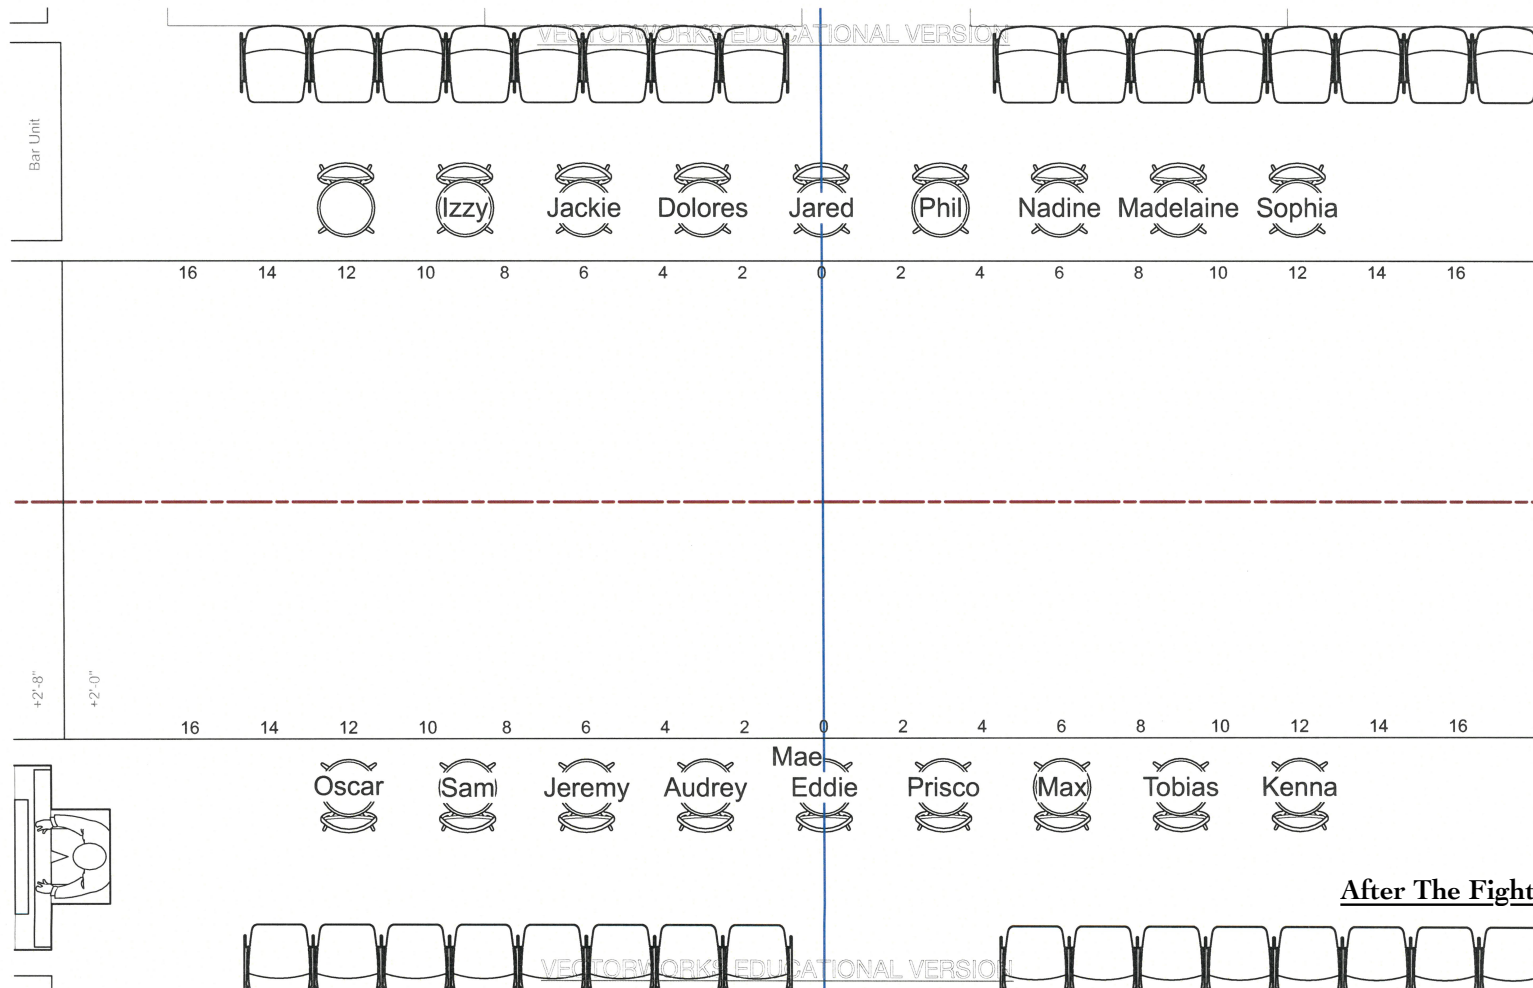 VECTORWORKS EDUCATIONAL VERSION
Bar Unit
Izzy Jackie Dolores Jared Phil Nadine Madelaine Sophia
16 14 12 10 8 6 4 2 0 2 4 6 8 10 12 14 16
+2'-8" +2'-0"
16 14 12 10 8 6 4 2 0 2 4 6 8 10 12 14 16
Mae
Oscar Sam Jeremy Audrey Eddie Prisco Max Tobias Kenna
After The Fight
VECTORWORKS EDUCATIONAL VERSION